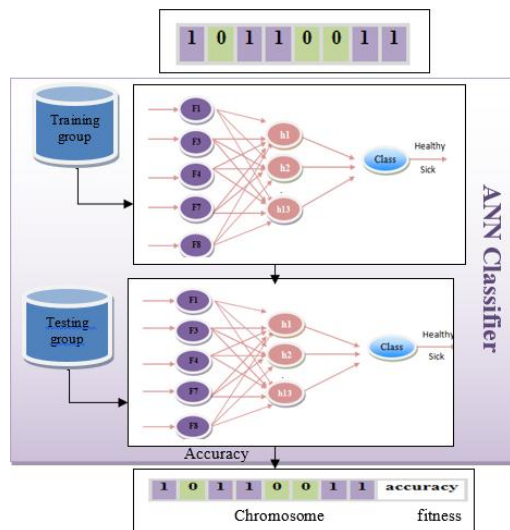 1 0 1 1 0 0 1 1
Training
group
F1
F3
F4
F7
F8
h1
h2
.
h13
Class
Healthy
Sick
ANN Classifier
Testing
group
F1
F3
F4
F7
F8
h1
h2
.
h13
Class
Healthy
Sick
Accuracy
1 0 1 1 0 0 1 1 accuracy
Chromosome fitness